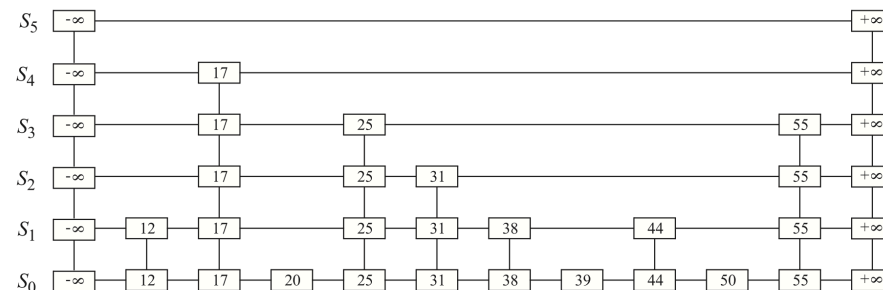 S5 -∞ +∞
S4 -∞ 17 +∞
S3 -∞ 17 25 55 +∞
S2 -∞ 17 25 31 55 +∞
S1 -∞ 12 17 25 31 38 44 55 +∞
S0 -∞ 12 17 20 25 31 38 39 44 50 55 +∞